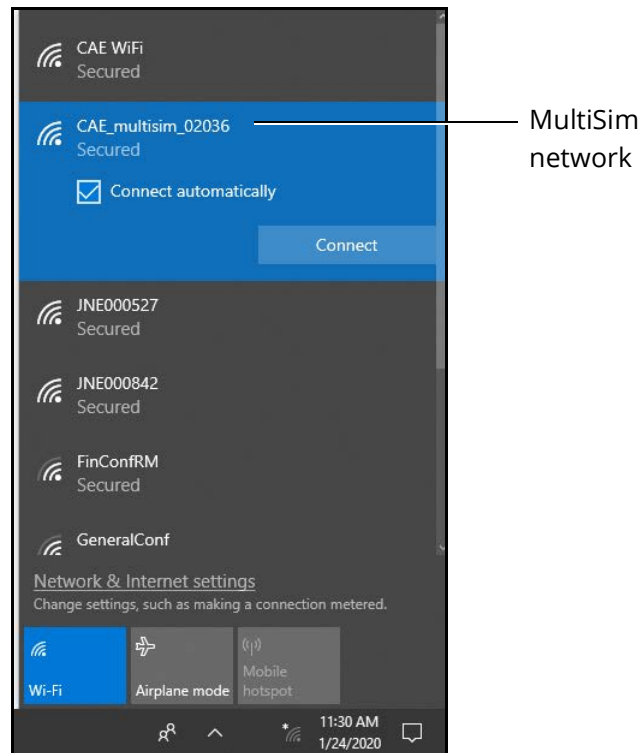 CAE WiFi
Secured
CAE_multisim_02036
Secured
Connect automatically
Connect
MultiSim
network
JNE000527
Secured
JNE000842
Secured
FinConfRM
Secured
GeneralConf
Network & Internet settings
Change settings, such as making a connection metered.
Wi-Fi
Airplane mode
Mobile
hotspot
11:30 AM
1/24/2020